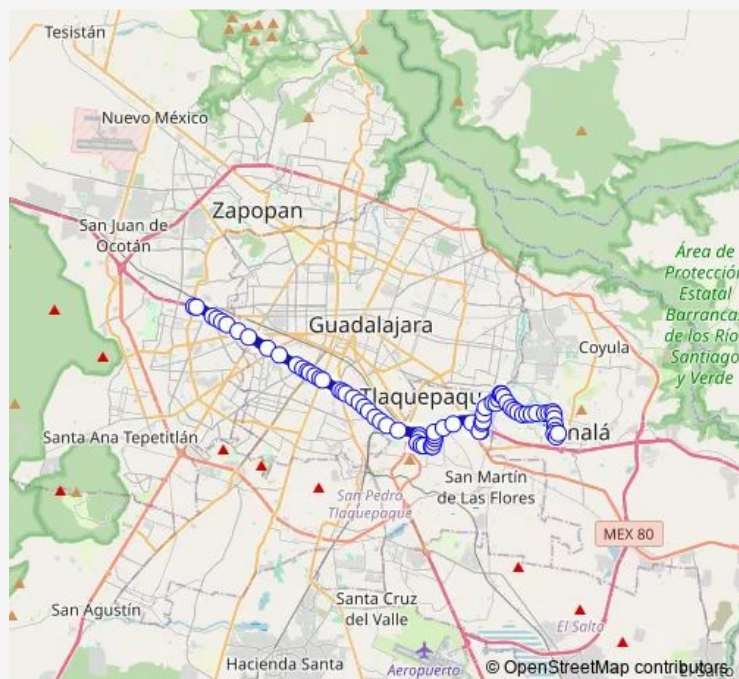 Tesistán
Nuevo México
Zapopan
San Juan de
Ocotán
Área de
Protección
Estatal
Barrancas
de los Río
Santiago
y Verde
Guadalajara
Coyula
Tlaquepaqu
Santa Ana Tepetitlán
nalá
San Martín
de Las Flores
San Pedro
Tlaquepaque
MEX 80
San Agustín
Santa Cruz
del Valle
El Salto
Hacienda Santa
Aeropuerto
El Salto
© OpenStreetMap contributors